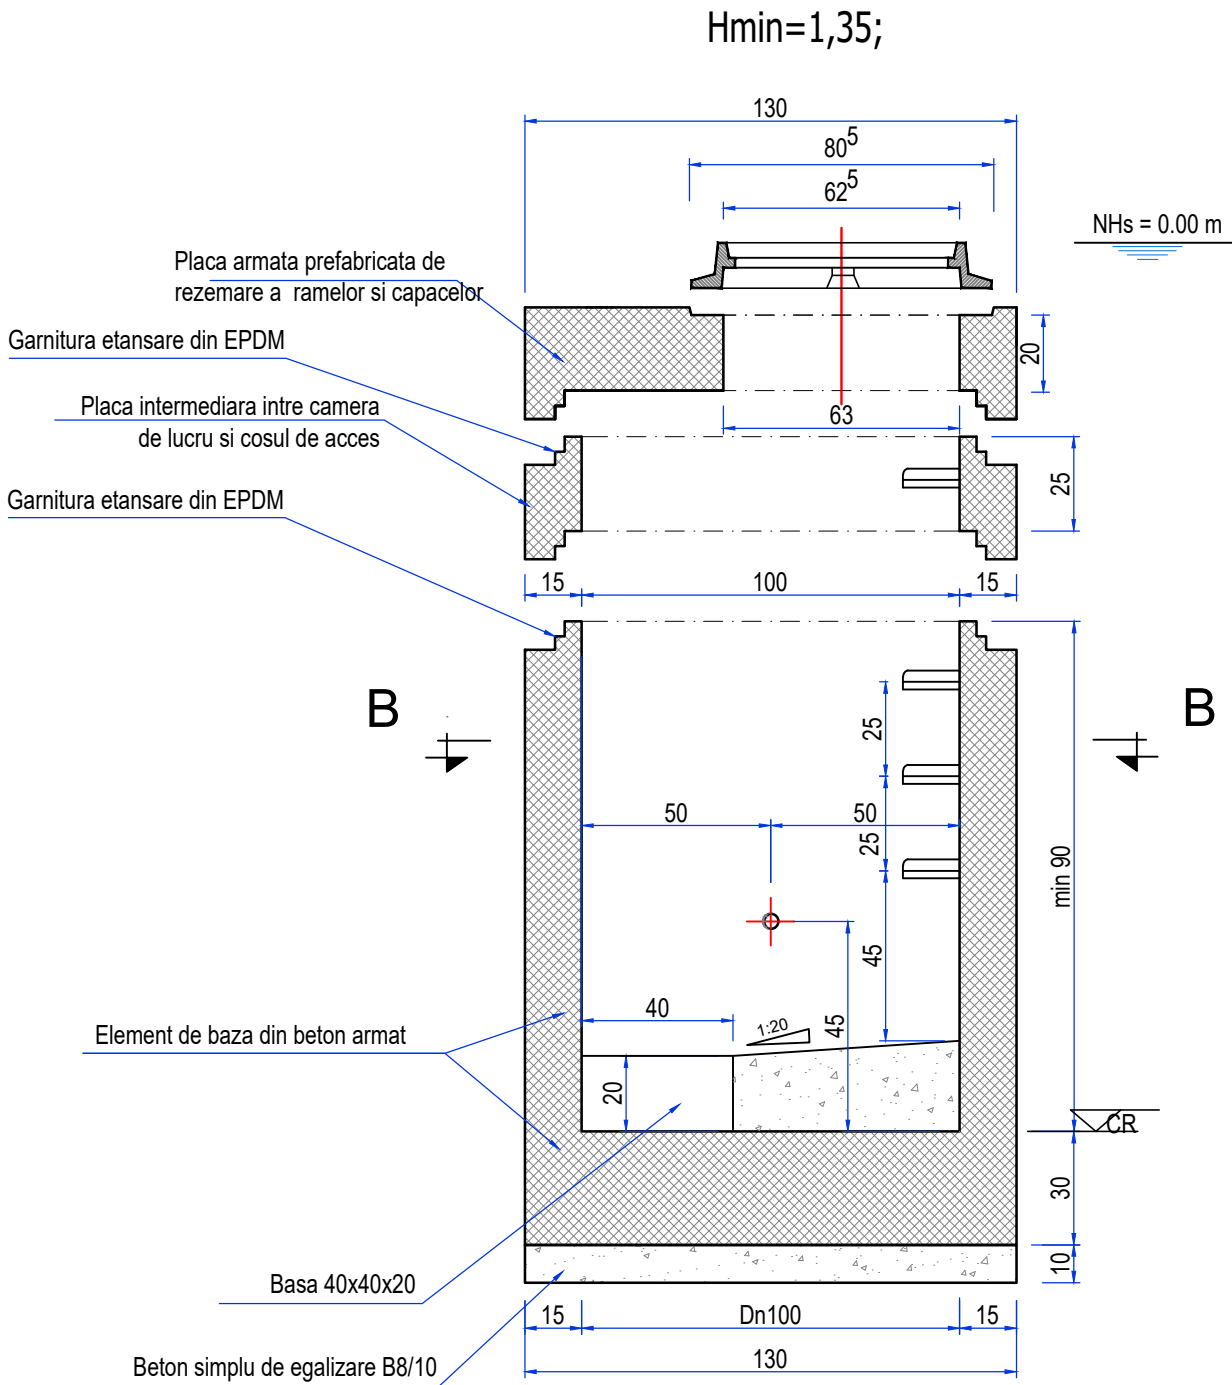 Hmin=1,35;
130
80⁵
62⁵
NHs = 0.00 m
Placa armata prefabricata de
rezemare a ramelor si capacelor
Garnitura etansare din EPDM
20
Placa intermediara intre camera
de lucru si cosul de acces
63
25
Garnitura etansare din EPDM
15
100
15
B
B
25
50
50
25
min 90
45
40
1:20
45
Element de baza din beton armat
20
CR
30
10
Basa 40x40x20
15
Dn100
15
Beton simplu de egalizare B8/10
130